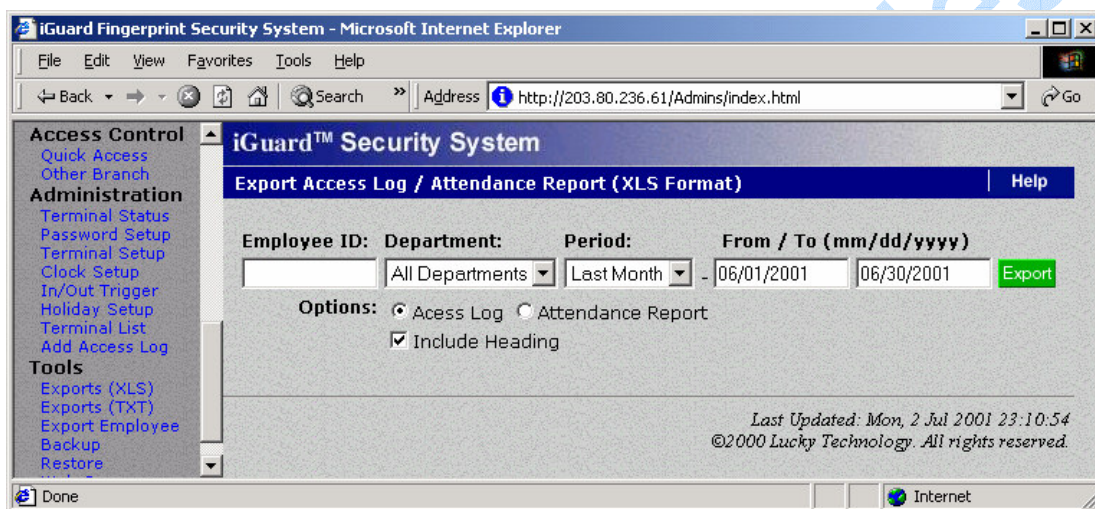 iGuard Fingerprint Security System - Microsoft Internet Explorer
File Edit View Favorites Tools Help
Back Search » Address http://203.80.236.61/Admins/index.html Go
Access Control
Quick Access
Other Branch
Administration
Terminal Status
Password Setup
Terminal Setup
Clock Setup
In/Out Trigger
Holiday Setup
Terminal List
Add Access Log
Tools
Exports (XLS)
Exports (TXT)
Export Employee
Backup
Restore
iGuard™ Security System
Export Access Log / Attendance Report (XLS Format) Help
Employee ID: Department: Period: From / To (mm/dd/yyyy)
All Departments Last Month - 06/01/2001 06/30/2001 Export
Options: Acess Log Attendance Report
Include Heading
Last Updated: Mon, 2 Jul 2001 23:10:54
©2000 Lucky Technology. All rights reserved.
Done Internet